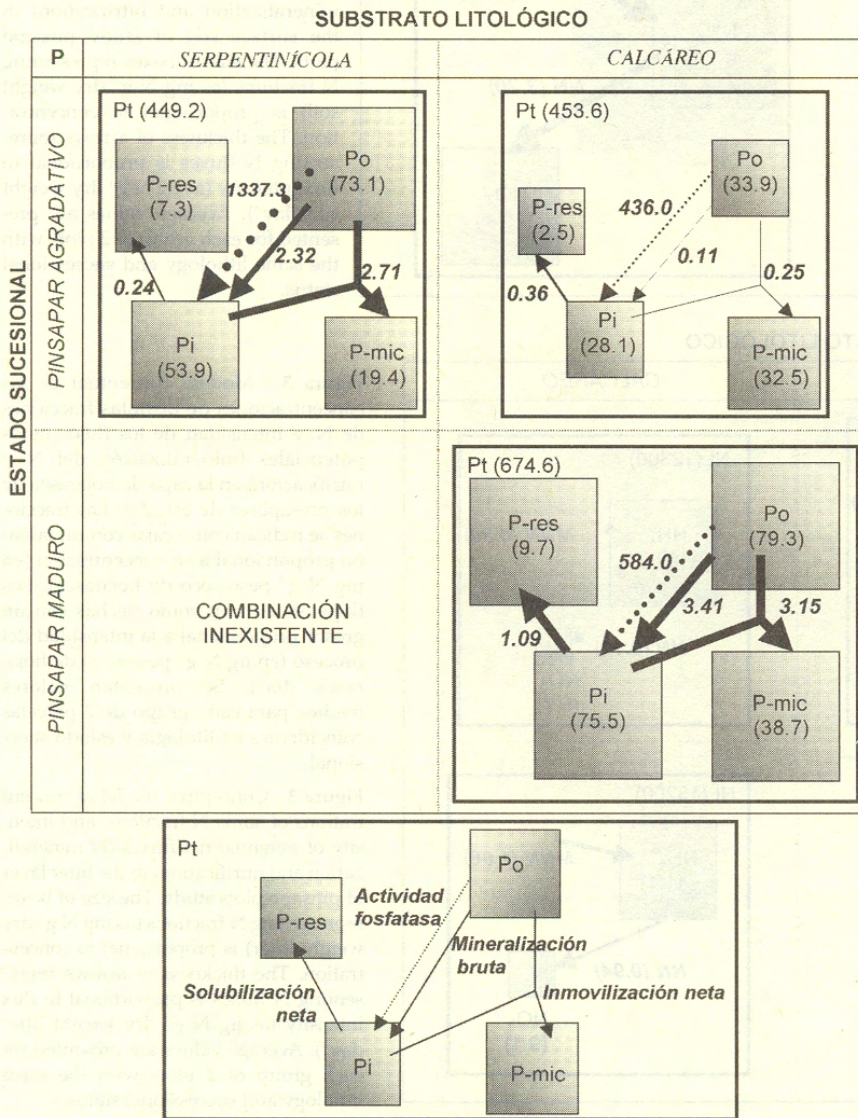 SUBSTRATO LITOLÓGICO
P
SERPENTINÍCOLA
CALCÁREO
ESTADO SUCESIONAL
PINSAPAR AGRADATIVO
Pt (449.2)
P-res
(7.3)
Po
(73.1)
1337.3
2.32
2.71
0.24
Pi
(53.9)
P-mic
(19.4)
Pt (453.6)
Po
(33.9)
P-res
(2.5)
436.0
0.11
0.25
0.36
Pi
(28.1)
P-mic
(32.5)
PINSAPAR MADURO
COMBINACIÓN
INEXISTENTE
Pt (674.6)
P-res
(9.7)
Po
(79.3)
584.0
3.41
3.15
1.09
Pi
(75.5)
P-mic
(38.7)
Pt
Po
P-res
Actividad
fosfatasa
Mineralización
bruta
Solubilización
neta
Inmovilización neta
Pi
P-mic